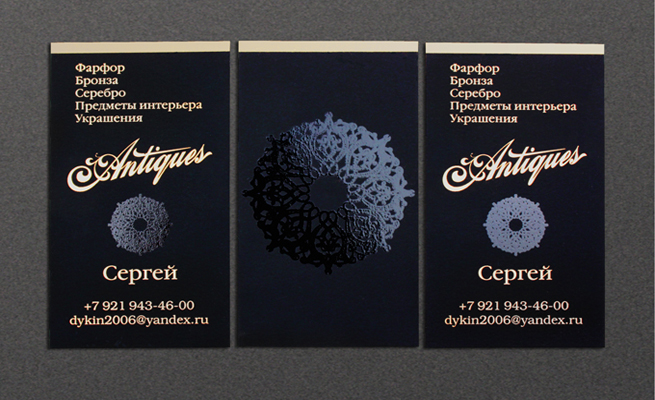 Фарфор
Бронза
Серебро
Предметы интерьера
Украшения
Antiques
Сергей
+7 921 943-46-00
dykin2006@yandex.ru
Фарфор
Бронза
Серебро
Предметы интерьера
Украшения
Antiques
Сергей
+7 921 943-46-00
dykin2006@yandex.ru